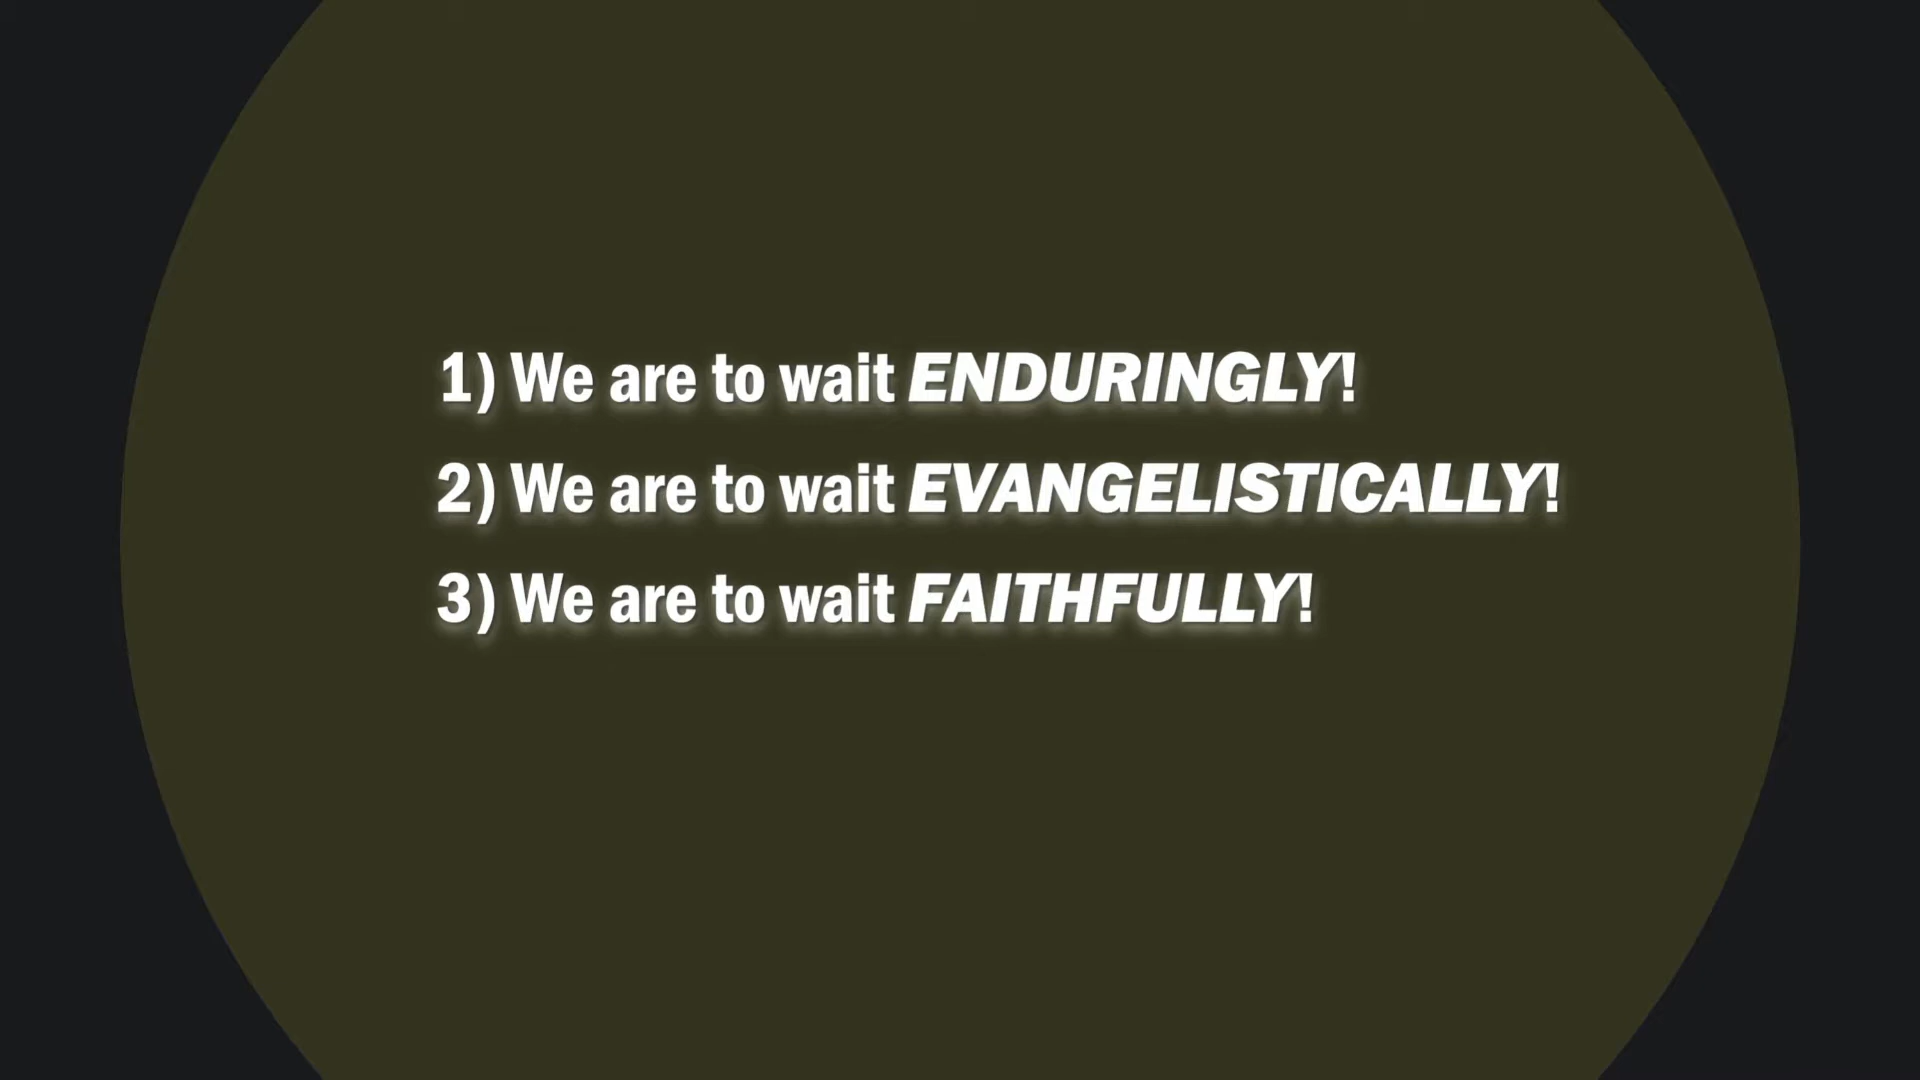 1) We are to wait ENDURINGLY!
2) We are to wait EVANGELISTICALLY!
3) We are to wait FAITHFULLY!